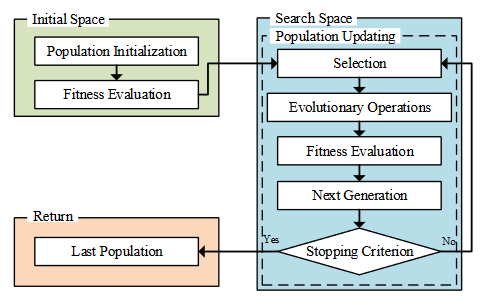 Initial Space
Population Initialization
Fitness Evaluation
Search Space
Population Updating
Selection
Evolutionary Operations
Fitness Evaluation
Next Generation
Stopping Criterion
Yes
No
Return
Last Population